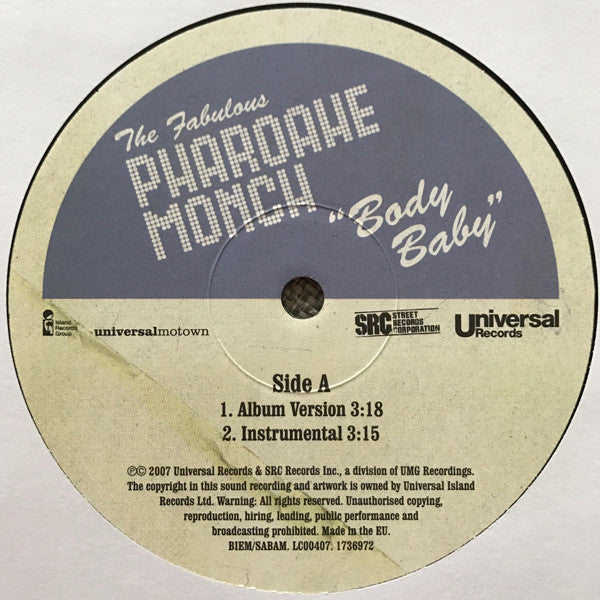 The Fabulous
PHAROAHE
MONCH
"Body
Baby"
Island
Records
Group
universalmotown
SRC STREET
RECORDS
CORPORATION
Universal
Records
Side A
1. Album Version 3:18
2. Instrumental 3:15
℗© 2007 Universal Records & SRC Records Inc., a division of UMG Recordings.
The copyright in this sound recording and artwork is owned by Universal Island
Records Ltd. Warning: All rights reserved. Unauthorised copying,
reproduction, hiring, lending, public performance and
broadcasting prohibited. Made in the EU.
BIEM/SABAM. LC00407. 1736972